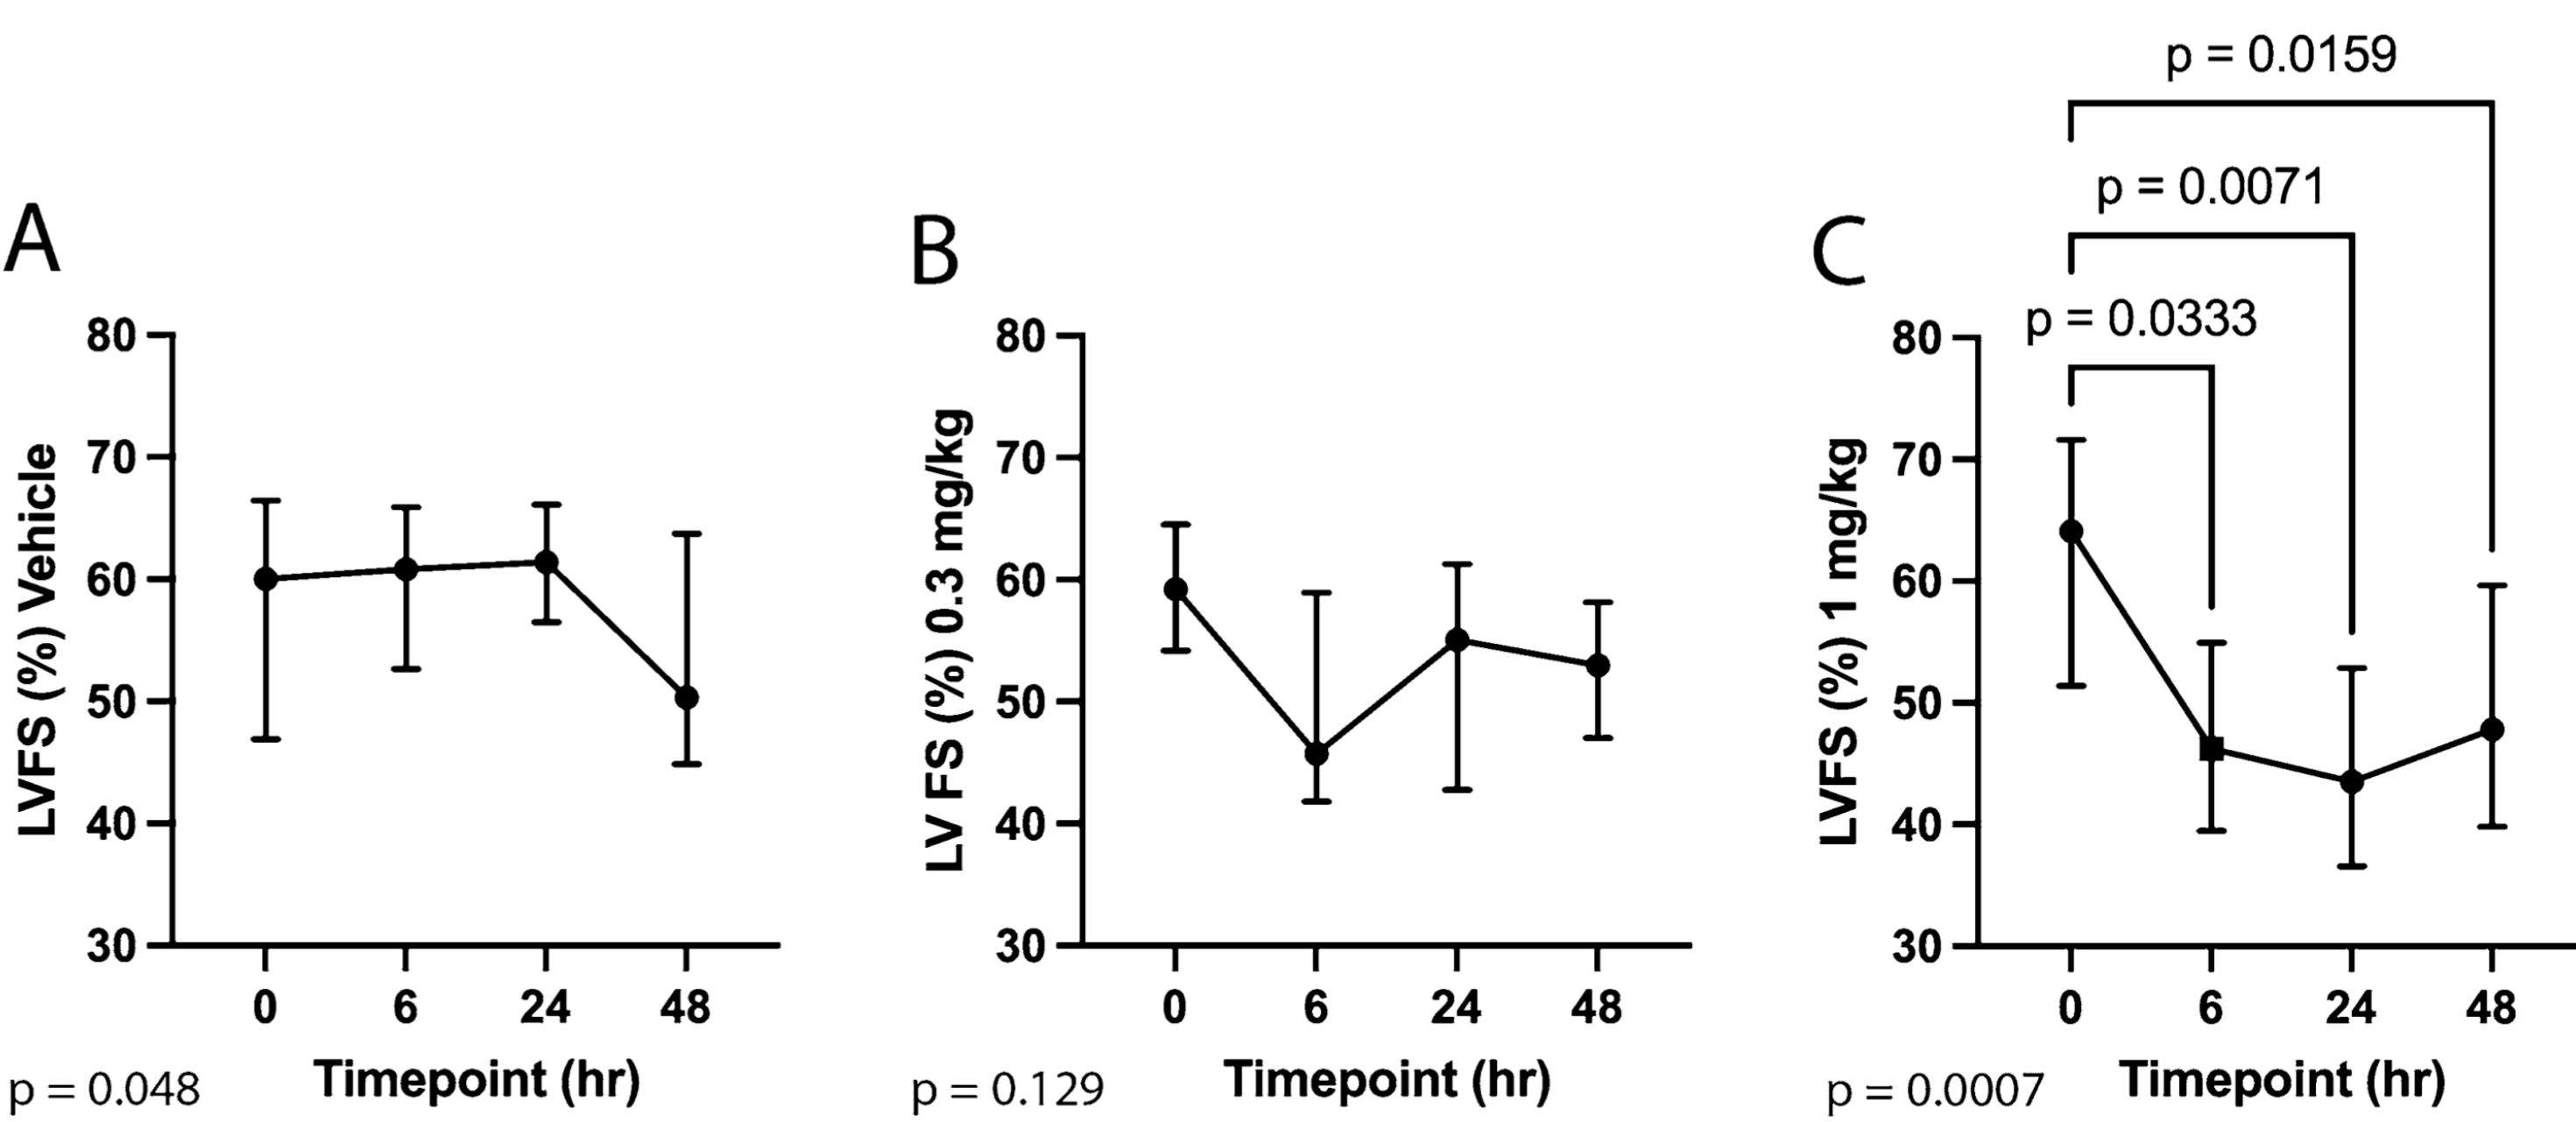 A
LVFS (%) Vehicle
80
70
60
50
40
30
0 6 24 48
Timepoint (hr)
p = 0.048
B
LV FS (%) 0.3 mg/kg
80
70
60
50
40
30
0 6 24 48
Timepoint (hr)
p = 0.129
C
p = 0.0159
p = 0.0071
p = 0.0333
LVFS (%) 1 mg/kg
80
70
60
50
40
30
0 6 24 48
Timepoint (hr)
p = 0.0007